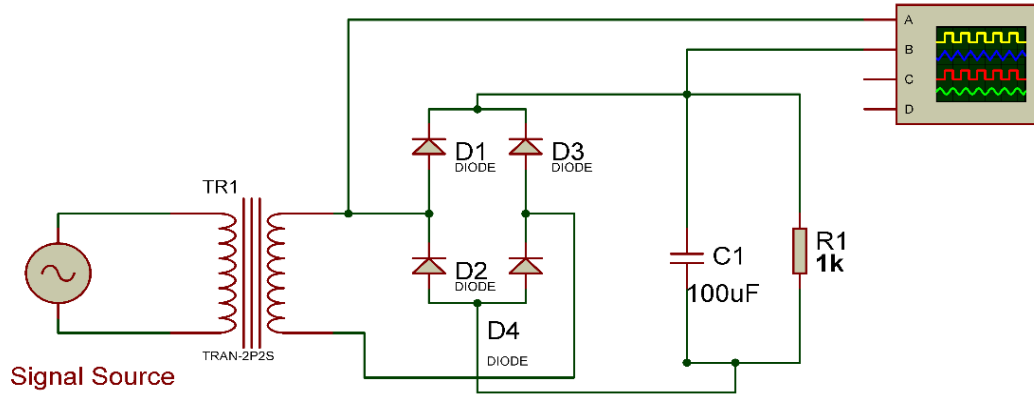 A
B
C
D
TR1
D1
DIODE
D3
DIODE
D2
DIODE
C1
100uF
R1
1k
D4
DIODE
TRAN-2P2S
Signal Source